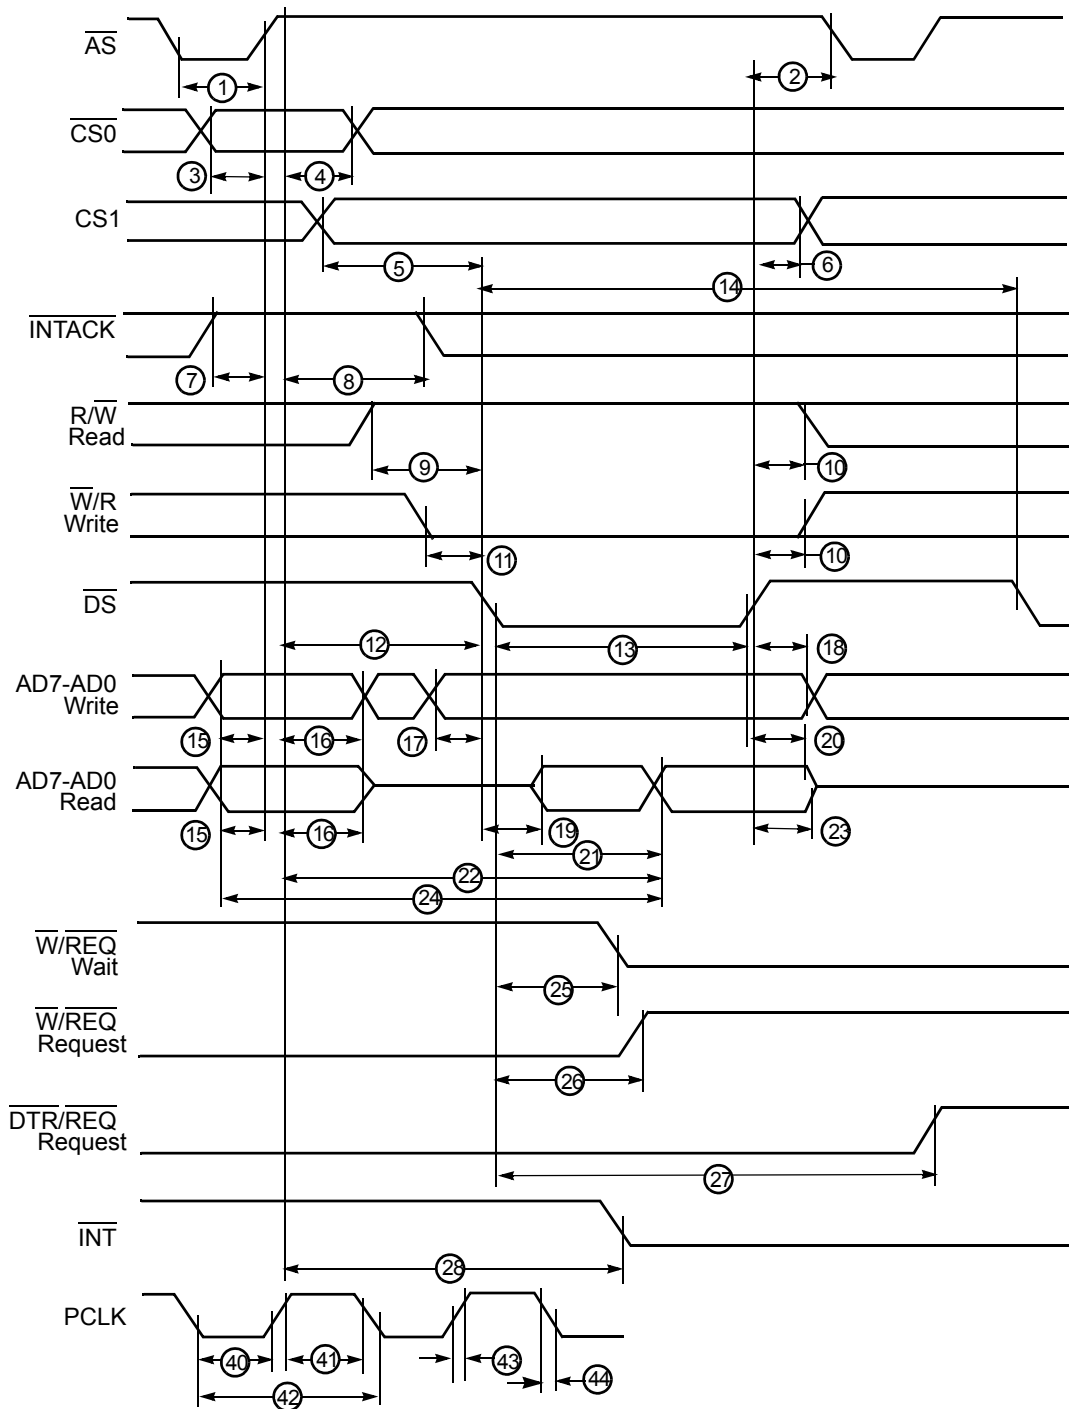 AS
1
2
CS0
3
4
CS1
5
6
14
INTACK
7
8
R/W
Read
9
10
W/R
Write
11
10
DS
12
13
18
AD7-AD0
Write
15
16
17
20
AD7-AD0
Read
15
16
19
23
21
22
24
W/REQ
Wait
25
W/REQ
Request
26
DTR/REQ
Request
27
INT
28
PCLK
40
41
43
44
42